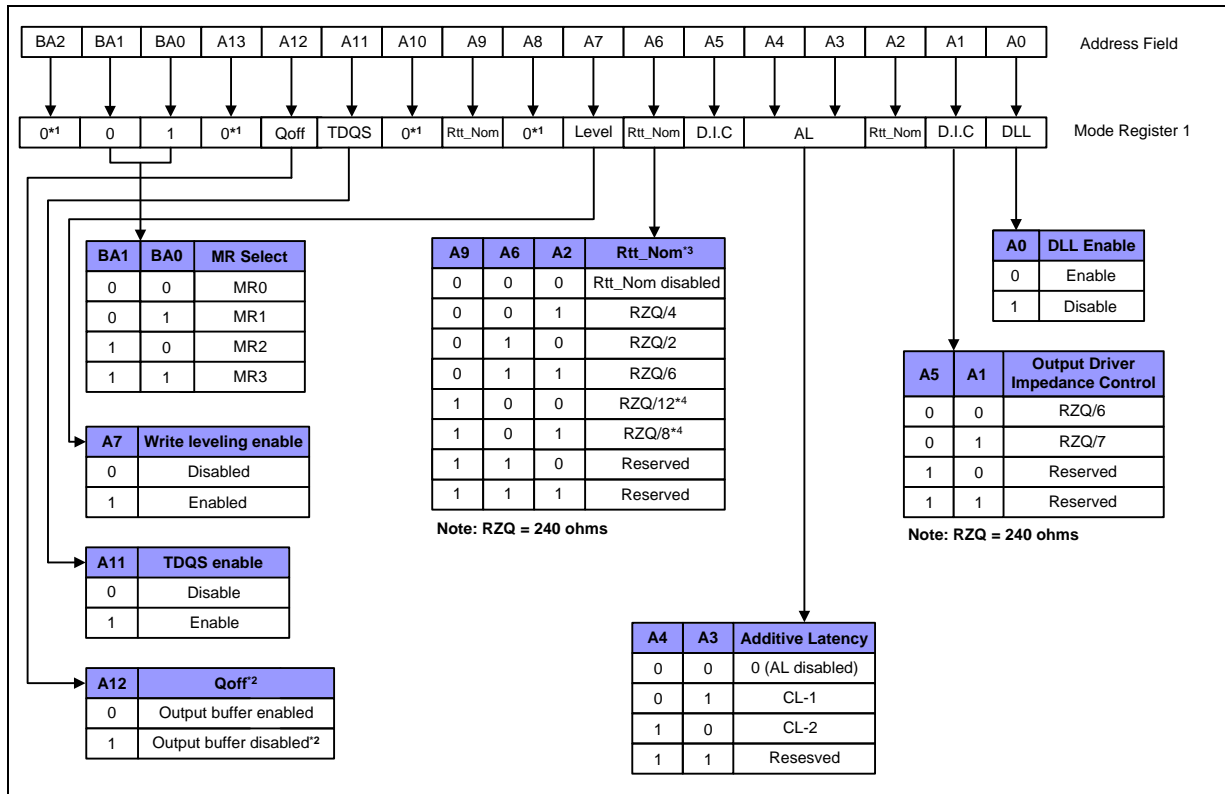 BA2 BA1 BA0 A13 A12 A11 A10 A9 A8 A7 A6 A5 A4 A3 A2 A1 A0 Address Field
0*1 0 1 0*1 Qoff TDQS 0*1 Rtt_Nom 0*1 Level Rtt_Nom D.I.C AL Rtt_Nom D.I.C DLL Mode Register 1
BA1 BA0 MR Select
0 0 MR0
0 1 MR1
1 0 MR2
1 1 MR3
A7 Write leveling enable
0 Disabled
1 Enabled
A11 TDQS enable
0 Disable
1 Enable
A12 Qoff*2
0 Output buffer enabled
1 Output buffer disabled*2
A9 A6 A2 Rtt_Nom*3
0 0 0 Rtt_Nom disabled
0 0 1 RZQ/4
0 1 0 RZQ/2
0 1 1 RZQ/6
1 0 0 RZQ/12*4
1 0 1 RZQ/8*4
1 1 0 Reserved
1 1 1 Reserved
Note: RZQ = 240 ohms
A4 A3 Additive Latency
0 0 0 (AL disabled)
0 1 CL-1
1 0 CL-2
1 1 Resesved
A0 DLL Enable
0 Enable
1 Disable
A5 A1 Output Driver
Impedance Control
0 0 RZQ/6
0 1 RZQ/7
1 0 Reserved
1 1 Reserved
Note: RZQ = 240 ohms